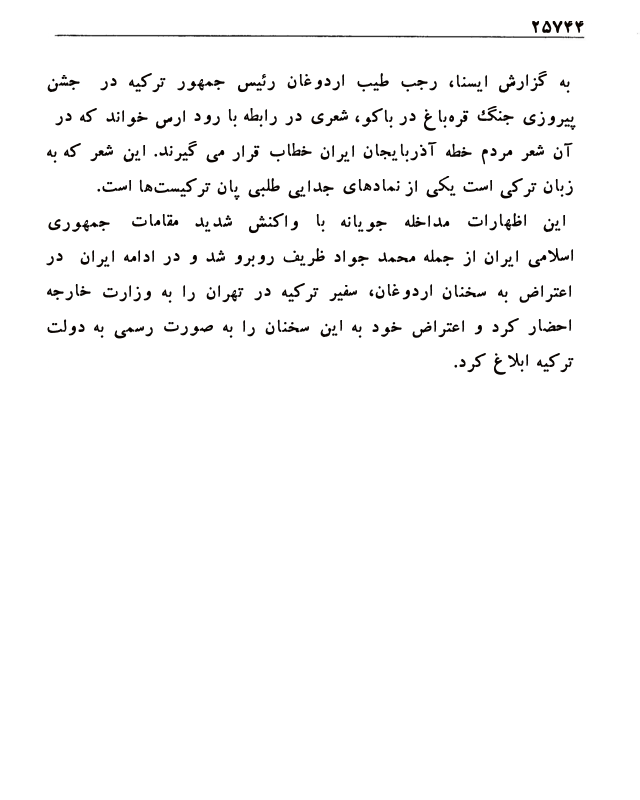 ۲۵۷۴۴
به گزارش ایسنا، رجب طیب اردوغان رئیس جمهور ترکیه در جشن
پیروزی جنگ قره‌باغ در باکو، شعری در رابطه با رود ارس خواند که در
آن شعر مردم خطه آذربایجان ایران خطاب قرار می گیرند. این شعر که به
زبان ترکی است یکی از نمادهای جدایی طلبی پان ترکیست‌ها است.
این اظهارات مداخله جویانه با واکنش شدید مقامات جمهوری
اسلامی ایران از جمله محمد جواد ظریف روبرو شد و در ادامه ایران در
اعتراض به سخنان اردوغان، سفیر ترکیه در تهران را به وزارت خارجه
احضار کرد و اعتراض خود به این سخنان را به صورت رسمی به دولت
ترکیه ابلاغ کرد.